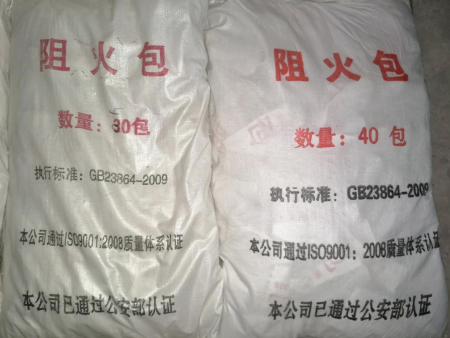 阻火包
数量：30包
执行标准：GB23864-2009
本公司通过ISO9001:2008质量体系认证
本公司已通过公安部认证
阻火包
数量：40 包
执行标准：GB23864-2009
本公司通过ISO9001：2008质量体系认证
本公司已通过公安部认证